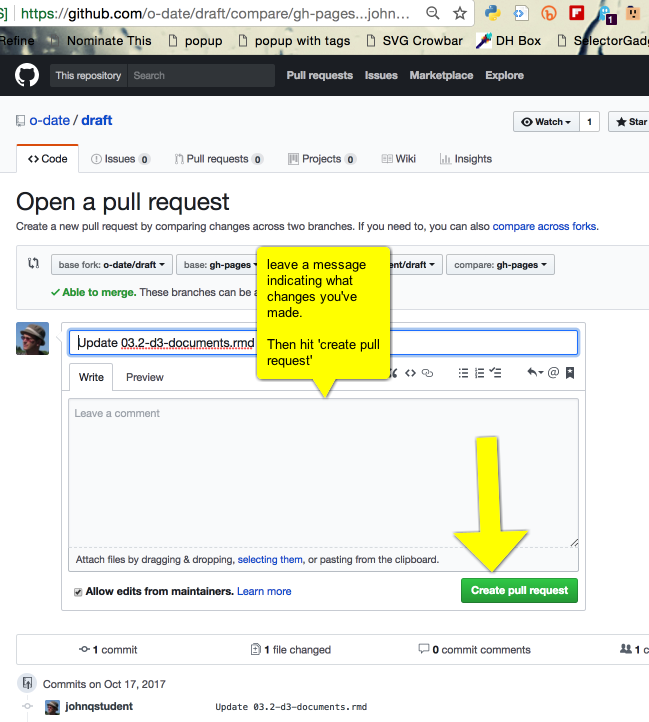 S] https://github.com/o-date/draft/compare/gh-pages...john...
Refine Nominate This popup popup with tags SVG Crowbar DH Box SelectorGadg
This repository Search Pull requests Issues Marketplace Explore
o-date / draft Watch 1 Star
Code Issues 0 Pull requests 0 Projects 0 Wiki Insights
Open a pull request
Create a new pull request by comparing changes across two branches. If you need to, you can also compare across forks.
base fork: o-date/draft base: gh-pages ent/draft compare: gh-pages
Able to merge. These branches can be a
leave a message
indicating what
changes you've
made.
Then hit 'create pull
request'
Update 03.2-d3-documents.rmd
Write Preview
Leave a comment
Attach files by dragging & dropping, selecting them, or pasting from the clipboard.
Allow edits from maintainers. Learn more Create pull request
1 commit 1 file changed 0 commit comments 1 c
Commits on Oct 17, 2017
johnqstudent Update 03.2-d3-documents.rmd